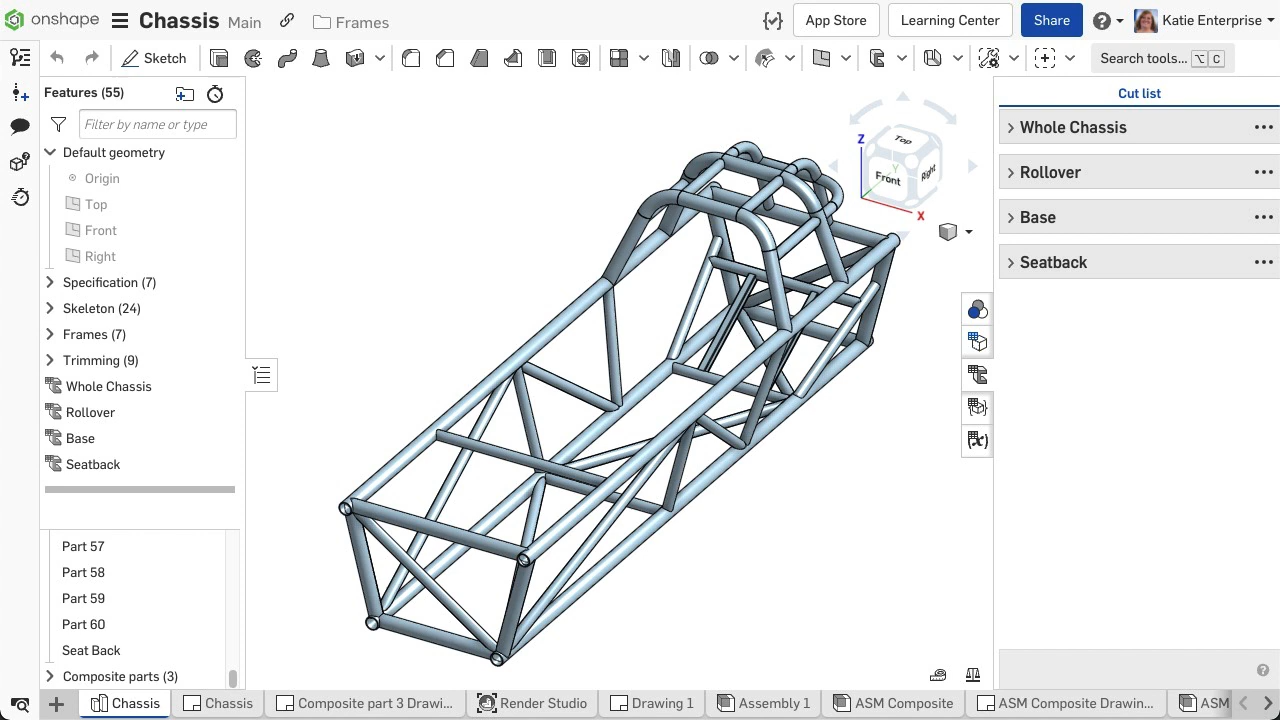 onshape Chassis Main Frames App Store Learning Center Share Katie Enterprise
Sketch Search tools... ⌥ C
Features (55)
Filter by name or type
Default geometry
Origin
Top
Front
Right
Specification (7)
Skeleton (24)
Frames (7)
Trimming (9)
Whole Chassis
Rollover
Base
Seatback
Part 57
Part 58
Part 59
Part 60
Seat Back
Composite parts (3)
Z
Top
Y
Front
Right
X
Cut list
Whole Chassis
Rollover
Base
Seatback
Chassis Chassis Composite part 3 Drawi... Render Studio Drawing 1 Assembly 1 ASM Composite ASM Composite Drawin... ASM